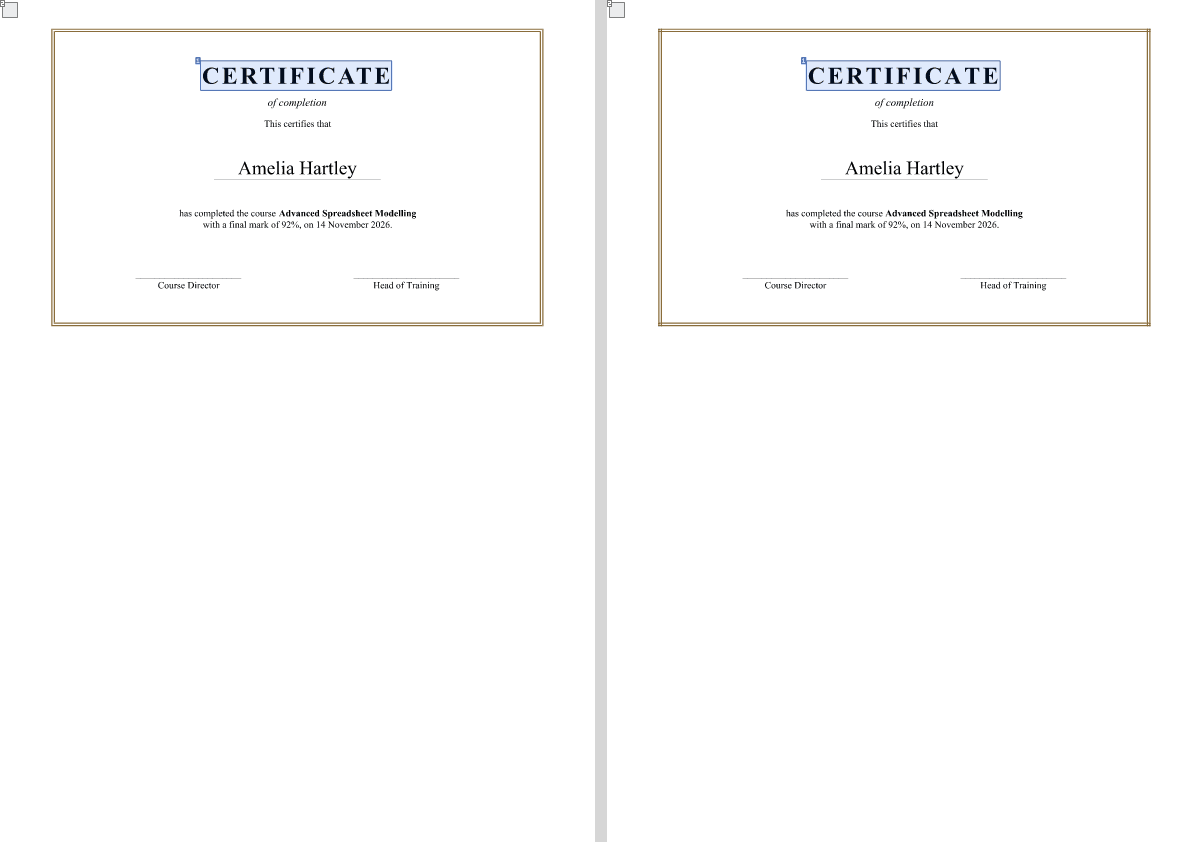 CERTIFICATE
of completion
This certifies that
Amelia Hartley
has completed the course Advanced Spreadsheet Modelling
with a final mark of 92%, on 14 November 2026.
Course Director
Head of Training
CERTIFICATE
of completion
This certifies that
Amelia Hartley
has completed the course Advanced Spreadsheet Modelling
with a final mark of 92%, on 14 November 2026.
Course Director
Head of Training